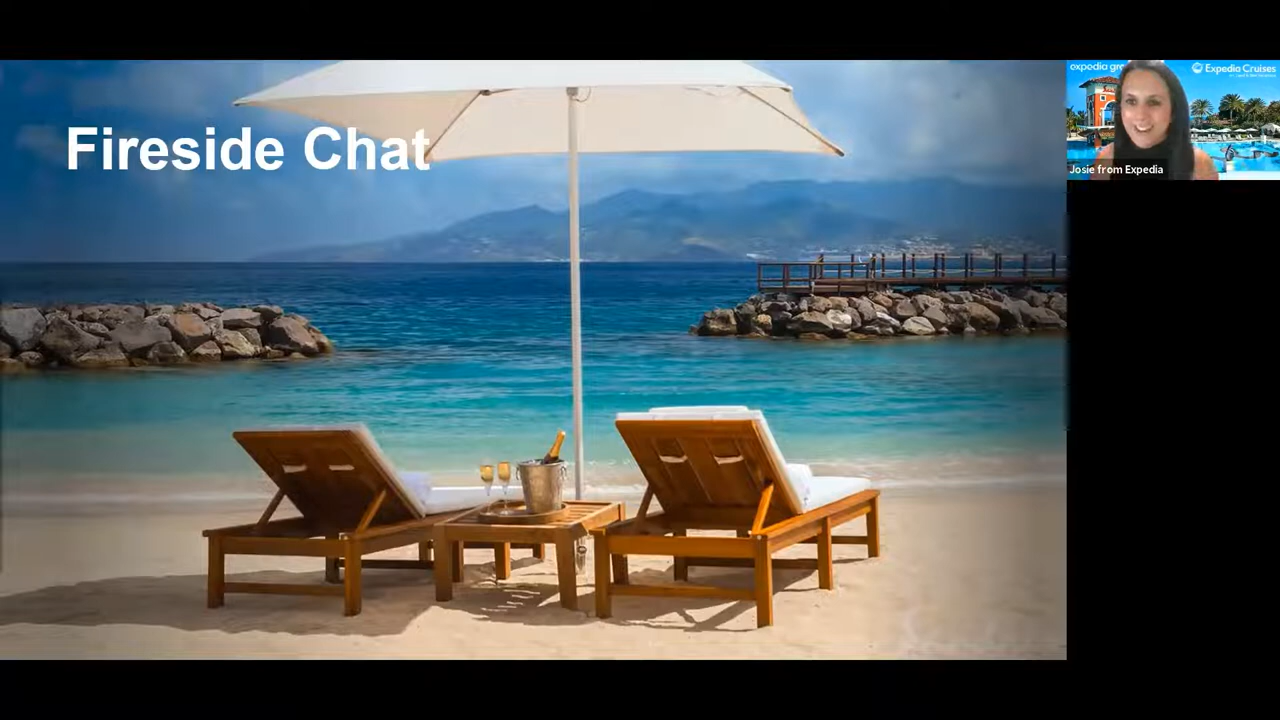 Fireside Chat
expedia gro
Expedia Cruises
Josie from Expedia